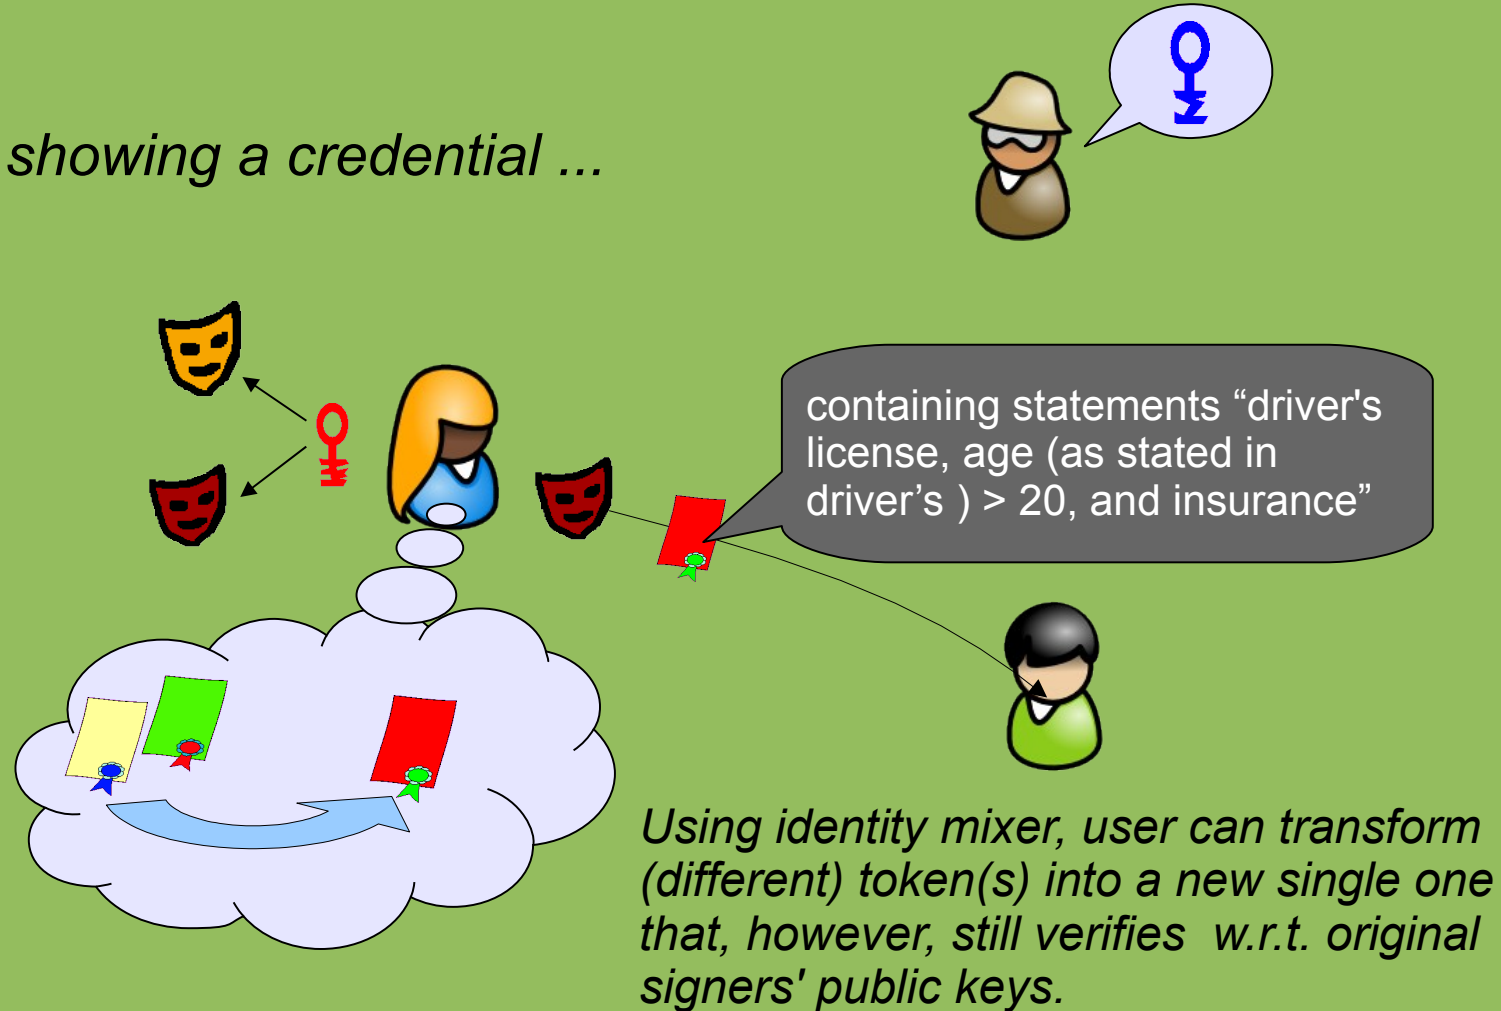 showing a credential ...
containing statements “driver's
license, age (as stated in
driver’s ) > 20, and insurance”
Using identity mixer, user can transform
(different) token(s) into a new single one
that, however, still verifies  w.r.t. original
signers' public keys.